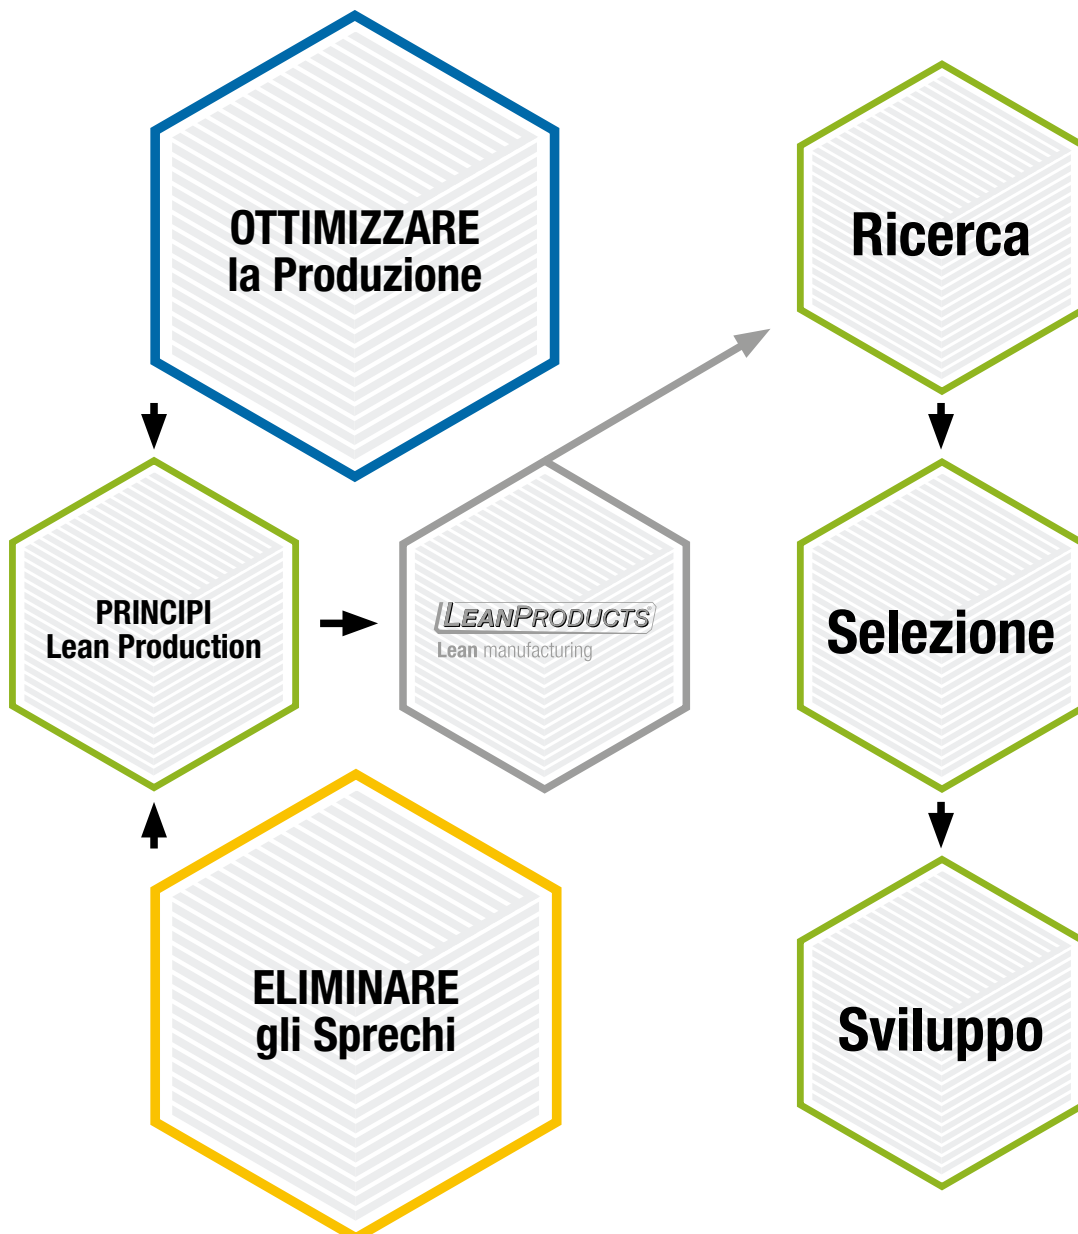 OTTIMIZZARE
la Produzione
PRINCIPI
Lean Production
LEANPRODUCTS®
Lean manufacturing
ELIMINARE
gli Sprechi
Ricerca
Selezione
Sviluppo